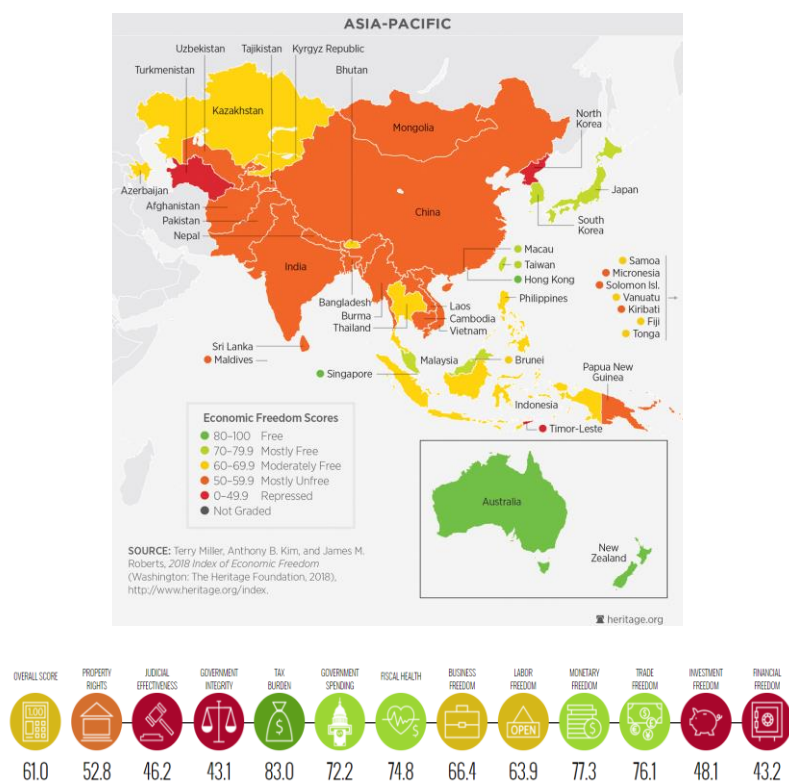 ASIA-PACIFIC
Uzbekistan
Tajikistan
Kyrgyz Republic
Turkmenistan
Bhutan
Kazakhstan
North
Korea
Mongolia
Azerbaijan
Japan
Afghanistan
China
Pakistan
South
Korea
Nepal
Macau
India
Taiwan
Samoa
Hong Kong
Micronesia
Solomon Isl.
Bangladesh
Laos
Philippines
Vanuatu
Burma
Cambodia
Kiribati
Thailand
Vietnam
Fiji
Tonga
Sri Lanka
Maldives
Malaysia
Brunei
Singapore
Papua New
Guinea
Indonesia
Timor-Leste
Economic Freedom Scores
80–100 Free
70–79.9 Mostly Free
60–69.9 Moderately Free
50–59.9 Mostly Unfree
0–49.9 Repressed
Not Graded
Australia
New
Zealand
SOURCE: Terry Miller, Anthony B. Kim, and James M.
Roberts, 2018 Index of Economic Freedom
(Washington: The Heritage Foundation, 2018),
http://www.heritage.org/index.
heritage.org
OVERALL SCORE
PROPERTY
RIGHTS
JUDICIAL
EFFECTIVENESS
GOVERNMENT
INTEGRITY
TAX
BURDEN
GOVERNMENT
SPENDING
FISCAL HEALTH
BUSINESS
FREEDOM
LABOR
FREEDOM
MONETARY
FREEDOM
TRADE
FREEDOM
INVESTMENT
FREEDOM
FINANCIAL
FREEDOM
1.00
OPEN
61.0 52.8 46.2 43.1 83.0 72.2 74.8 66.4 63.9 77.3 76.1 48.1 43.2